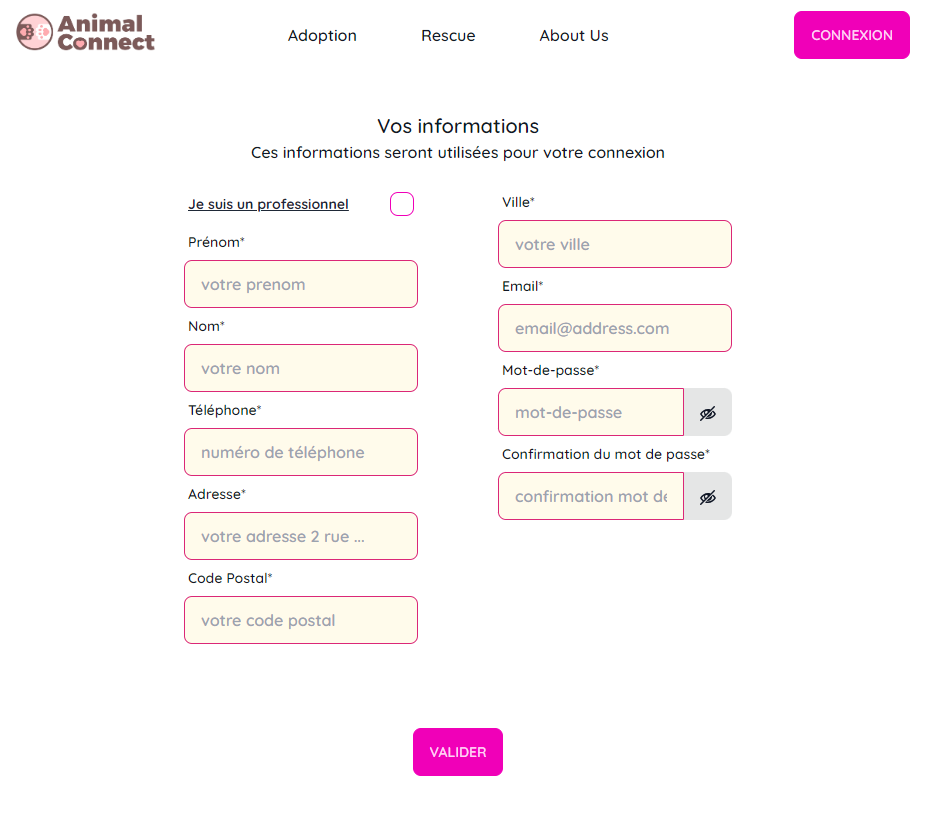 Animal
Connect
Adoption
Rescue
About Us
CONNEXION
Vos informations
Ces informations seront utilisées pour votre connexion
Je suis un professionnel
Prénom*
votre prenom
Nom*
votre nom
Téléphone*
numéro de téléphone
Adresse*
votre adresse 2 rue ...
Code Postal*
votre code postal
Ville*
votre ville
Email*
email@address.com
Mot-de-passe*
mot-de-passe
Confirmation du mot de passe*
confirmation mot de
VALIDER